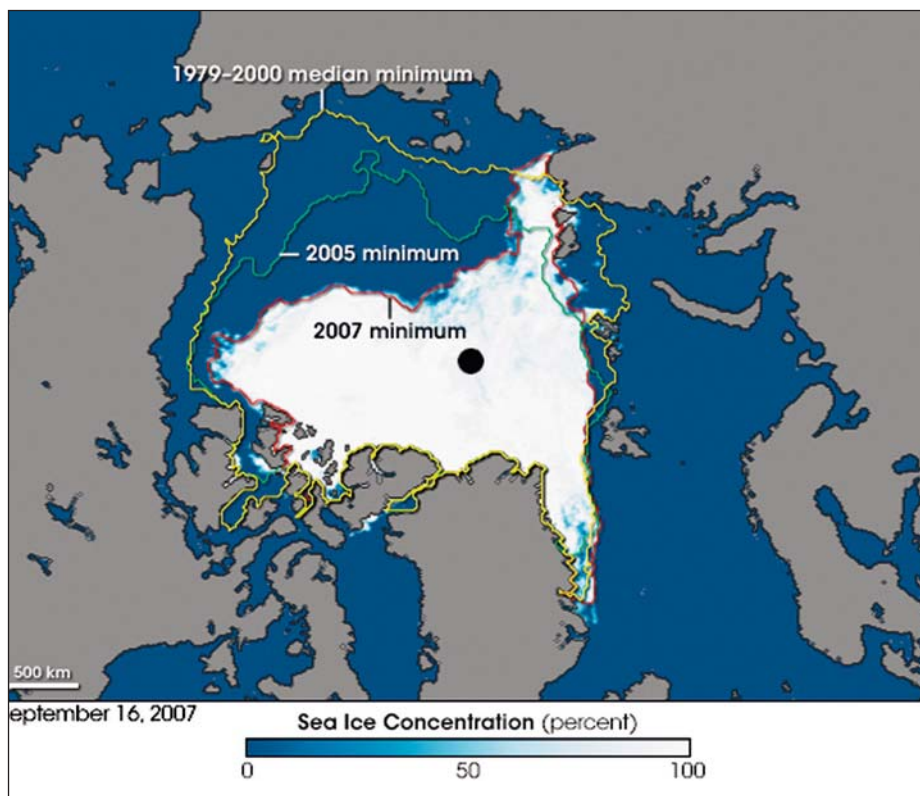 1979–2000 median minimum
2005 minimum
2007 minimum
500 km
eptember 16, 2007
Sea Ice Concentration (percent)
0 50 100